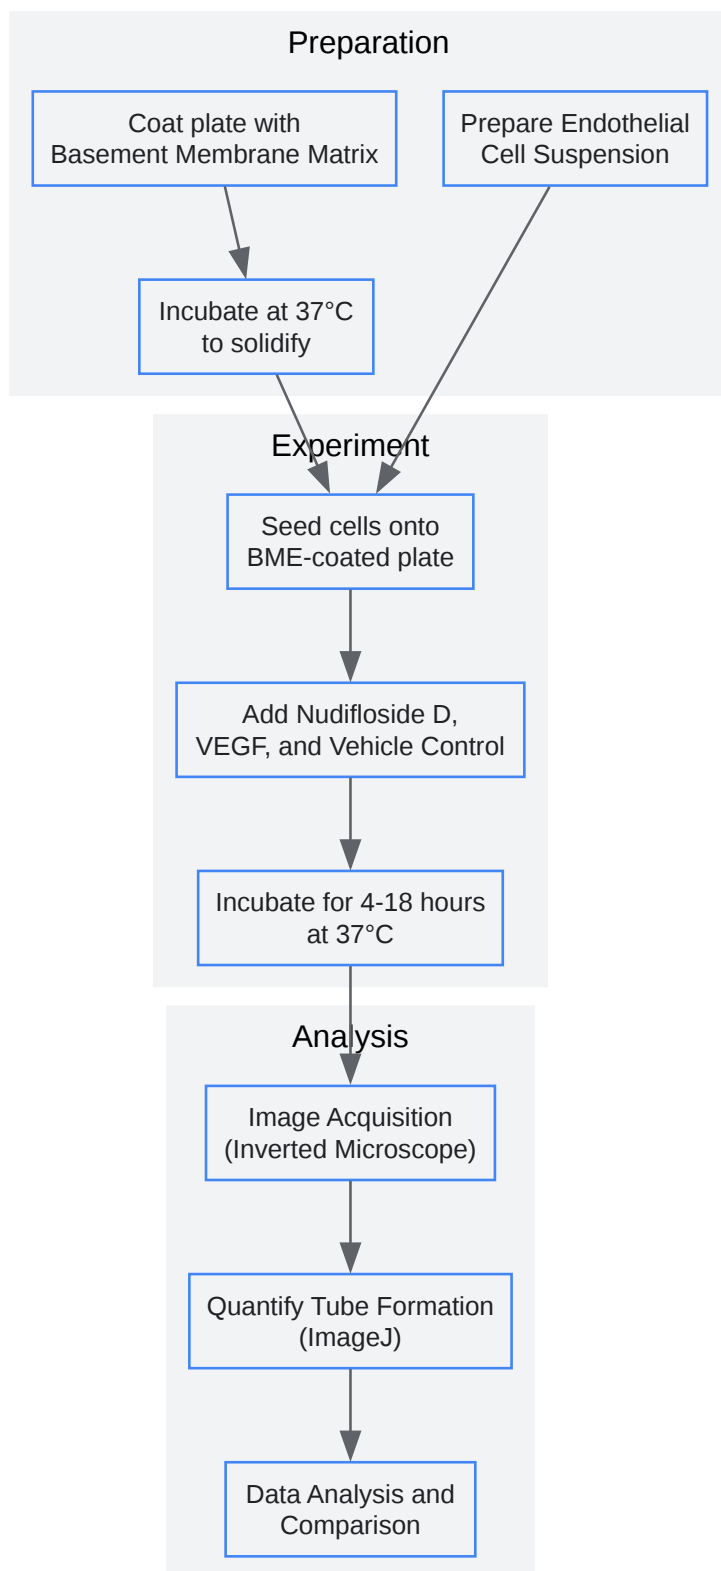 Preparation
Coat plate with
Basement Membrane Matrix
Prepare Endothelial
Cell Suspension
Incubate at 37°C
to solidify
Experiment
Seed cells onto
BME-coated plate
Add Nudifloside D,
VEGF, and Vehicle Control
Incubate for 4-18 hours
at 37°C
Analysis
Image Acquisition
(Inverted Microscope)
Quantify Tube Formation
(ImageJ)
Data Analysis and
Comparison